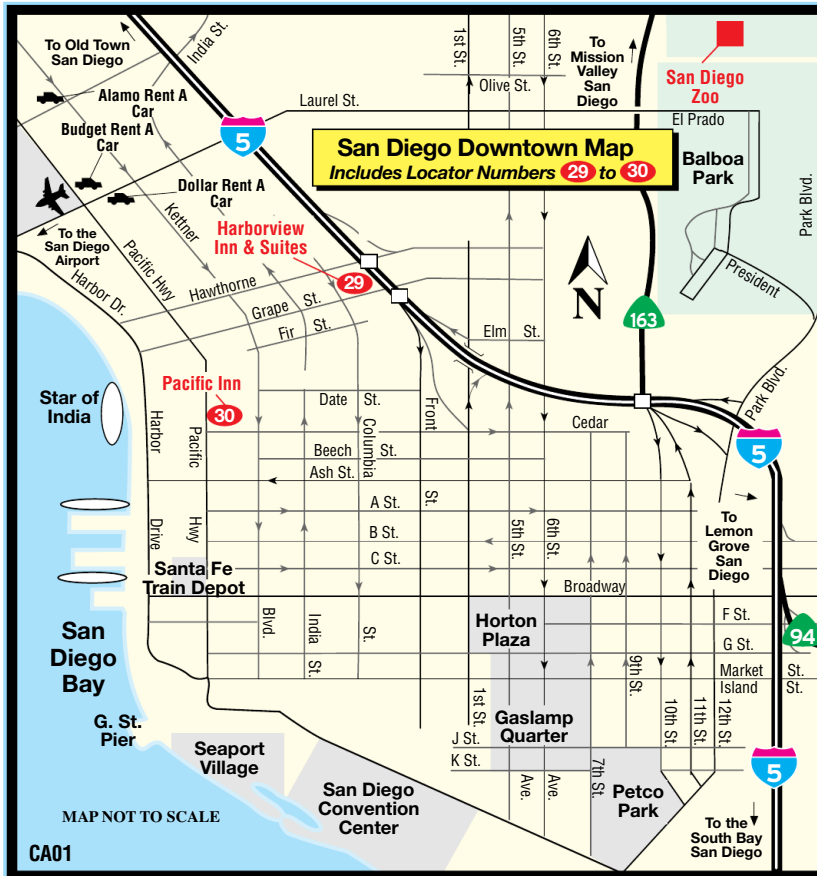 To Old Town
San Diego
India St.
1st St.
5th St.
6th St.
To
Mission
Valley
San
Diego
San Diego
Zoo
Olive St.
Alamo Rent A
Car
Laurel St.
El Prado
Budget Rent A
Car
5
San Diego Downtown Map
Includes Locator Numbers 29 to 30
Balboa
Park
Park Blvd.
Dollar Rent A
Car
Kettner
To the
San Diego
Airport
Pacific Hwy
Harbor Dr.
Harborview
Inn & Suites
29
Hawthorne
Grape St.
Fir St.
N
President
Elm St.
163
Pacific Inn
30
Star of
India
Date St.
Park Blvd.
Harbor
Drive
Pacific
Hwy
Columbia
St.
Front
St.
Cedar
5
Beech St.
Ash St.
A St.
B St.
C St.
5th St.
6th St.
To
Lemon
Grove
San
Diego
Santa Fe
Train Depot
Broadway
Blvd.
India
St.
Horton
Plaza
F St.
G St.
94
San
Diego
Bay
9th St.
Market St.
Island St.
G. St.
Pier
1st St.
Gaslamp
Quarter
10th St.
11th St.
12th St.
Seaport
Village
J St.
K St.
5
San Diego
Convention
Center
Ave.
Ave.
7th St.
Petco
Park
MAP NOT TO SCALE
To the
South Bay
San Diego
CA01